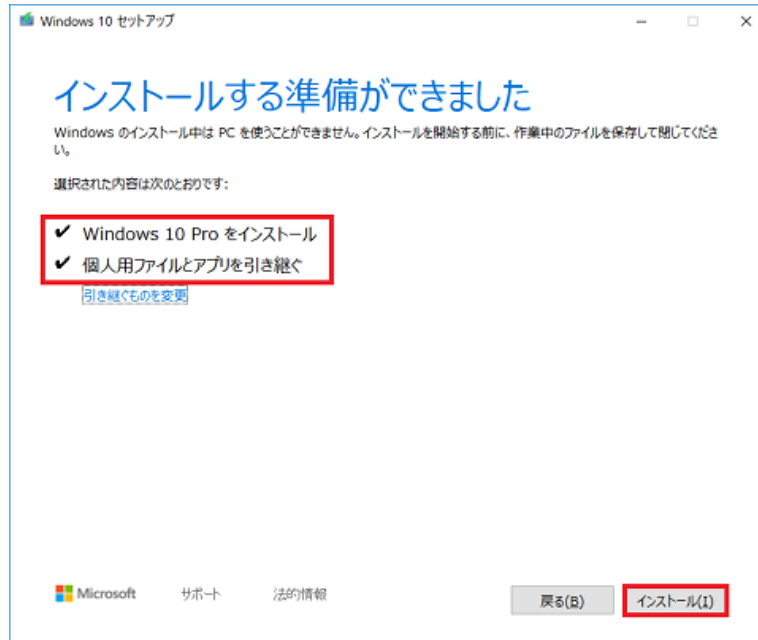 Windows 10 セットアップ
インストールする準備ができました
Windows のインストール中は PC を使うことができません。インストールを開始する前に、作業中のファイルを保存して閉じてくださ
い。
選択された内容は次のとおりです:
✔ Windows 10 Pro をインストール
✔ 個人用ファイルとアプリを引き継ぐ
引き継ぐものを変更
Microsoft サポート 法的情報 戻る(B) インストール(I)